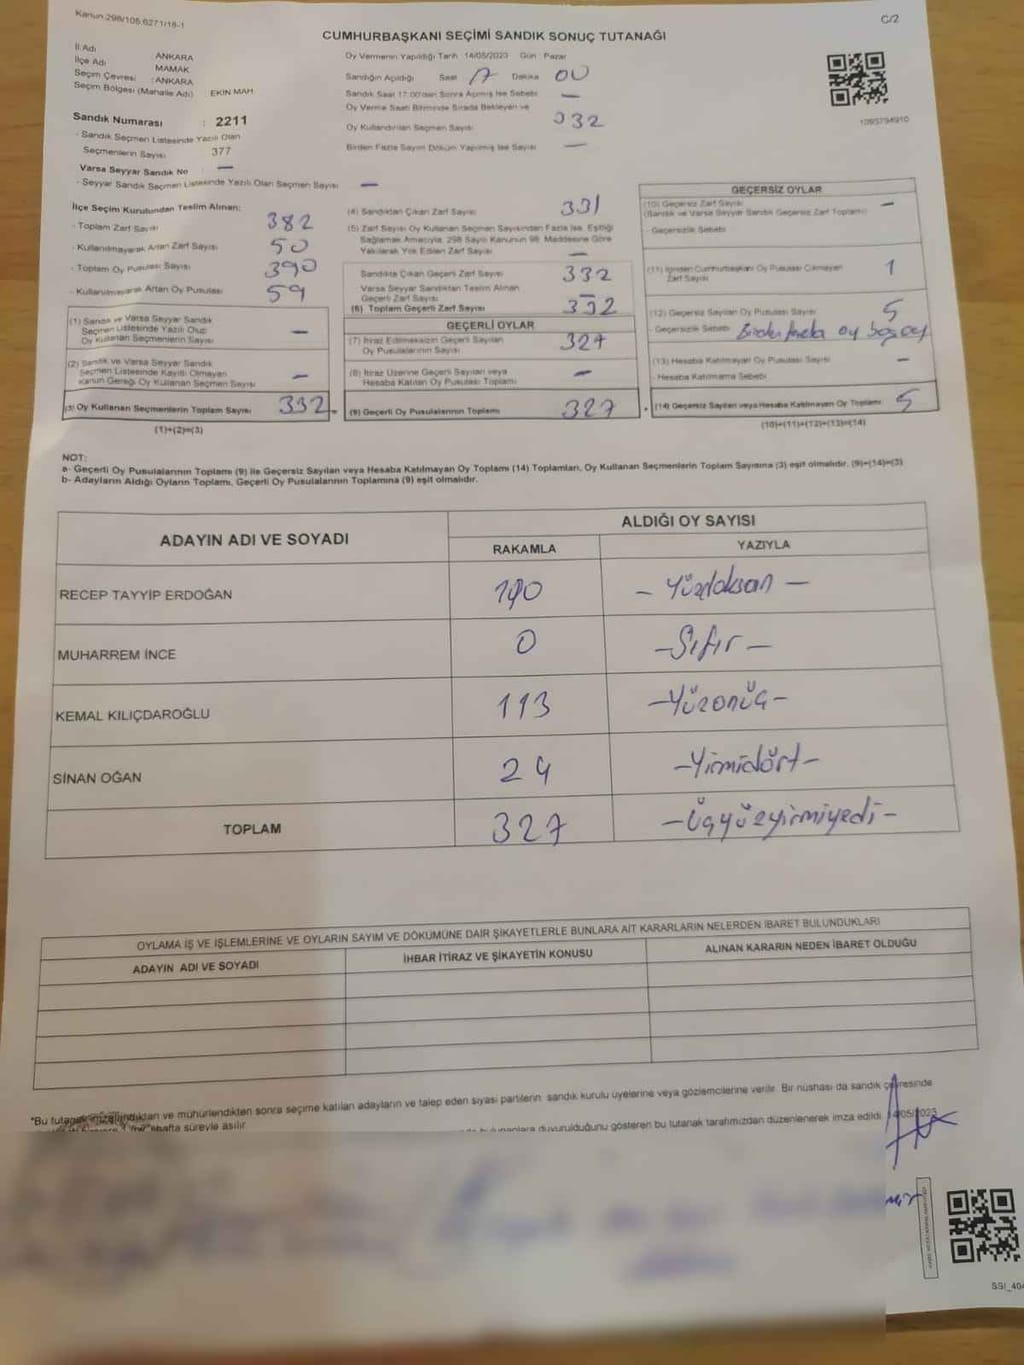 Kanun 298/105.6271/18-1
C/2
CUMHURBAŞKANI SEÇİMİ SANDIK SONUÇ TUTANAĞI
İl Adı ANKARA
İlçe Adı MAMAK
Seçim Çevresi : ANKARA
Seçim Bölgesi (Mahalle Adı) EKİN MAH
Sandık Numarası : 2211
- Sandık Seçmen Listesinde Yazılı Olan
Seçmenlerin Sayısı 377
Varsa Seyyar Sandık No —
- Seyyar Sandık Seçmen Listesinde Yazılı Olan Seçmen Sayısı —
Oy Vermenin Yapıldığı Tarih 14/05/2023 Gün : Pazar
Sandığın Açıldığı Saat 17 Dakika 00
Sandık Saat 17:00'den Sonra Açılmış İse Sebebi —
Oy Verme Saati Bitiminde Sırada Bekleyen ve
Oy Kullandırılan Seçmen Sayısı 332
Birden Fazla Sayım Döküm Yapılmış İse Sayısı —
1093794910
İlçe Seçim Kurulundan Teslim Alınan:
- Toplam Zarf Sayısı 382
- Kullanılmayarak Artan Zarf Sayısı 50
- Toplam Oy Pusulası Sayısı 390
- Kullanılmayarak Artan Oy Pusulası 59
(1) Sandık ve Varsa Seyyar Sandık
Seçmen Listesinde Yazılı Olup
Oy Kullanan Seçmenlerin Sayısı —
(2) Sandık ve Varsa Seyyar Sandık
Seçmen Listesinde Kayıtlı Olmayan
Kanun Gereği Oy Kullanan Seçmen Sayısı —
(3) Oy Kullanan Seçmenlerin Toplam Sayısı 332
(1)+(2)=(3)
(4) Sandıktan Çıkan Zarf Sayısı 331
(5) Zarf Sayısı Oy Kullanan Seçmen Sayısından Fazla İse, Eşitliği
Sağlamak Amacıyla, 298 Sayılı Kanunun 98. Maddesine Göre
Yakılarak Yok Edilen Zarf Sayısı —
Sandıkta Çıkan Geçerli Zarf Sayısı 332
Varsa Seyyar Sandıktan Teslim Alınan
Geçerli Zarf Sayısı —
(6) Toplam Geçerli Zarf Sayısı 332
GEÇERLİ OYLAR
(7) İtiraz Edilmeksizin Geçerli Sayılan
Oy Pusulalarının Sayısı 327
(8) İtiraz Üzerine Geçerli Sayılan veya
Hesaba Katılan Oy Pusulası Toplamı —
(9) Geçerli Oy Pusulalarının Toplamı 327
GEÇERSİZ OYLAR
(10) Geçersiz Zarf Sayısı —
(Sandık ve Varsa Seyyar Sandık Geçersiz Zarf Toplamı)
- Geçersizlik Sebebi
(11) İçinden Cumhurbaşkanı Oy Pusulası Çıkmayan
Zarf Sayısı 1
(12) Geçersiz Sayılan Oy Pusulası Sayısı 5
- Geçersizlik Sebebi Birden fazla oy boş oy
(13) Hesaba Katılmayan Oy Pusulası Sayısı —
- Hesaba Katılmama Sebebi
(14) Geçersiz Sayılan veya Hesaba Katılmayan Oy Toplamı 5
(10)+(11)+(12)+(13)=(14)
NOT:
a- Geçerli Oy Pusulalarının Toplamı (9) ile Geçersiz Sayılan veya Hesaba Katılmayan Oy Toplamı (14) Toplamları, Oy Kullanan Seçmenlerin Toplam Sayısına (3) eşit olmalıdır. (9)+(14)=(3)
b- Adayların Aldığı Oyların Toplamı, Geçerli Oy Pusulalarının Toplamına (9) eşit olmalıdır.
ADAYIN ADI VE SOYADI
ALDIĞI OY SAYISI
RAKAMLA YAZIYLA
RECEP TAYYİP ERDOĞAN 190 – Yüzdoksan –
MUHARREM İNCE 0 – Sıfır –
KEMAL KILIÇDAROĞLU 113 – Yüzonüç –
SİNAN OĞAN 24 – Yirmidört –
TOPLAM 327 – Üçyüzyirmiyedi –
OYLAMA İŞ VE İŞLEMLERİNE VE OYLARIN SAYIM VE DÖKÜMÜNE DAİR ŞİKAYETLERLE BUNLARA AİT KARARLARIN NELERDEN İBARET BULUNDUKLARI
ADAYIN ADI VE SOYADI
İHBAR İTİRAZ VE ŞİKAYETİN KONUSU
ALINAN KARARIN NEDEN İBARET OLDUĞU
*Bu tutanak imzalandıktan ve mühürlendikten sonra seçime katılan adayların ve talep eden siyasi partilerin sandık kurulu üyelerine veya gözlemcilerine verilir. Bir nüshası da sandık çevresinde
hafta süreyle asılır
duyurulduğunu gösteren bu tutanak tarafımızdan düzenlenerek imza edildi 14/05/2023
SSI_404